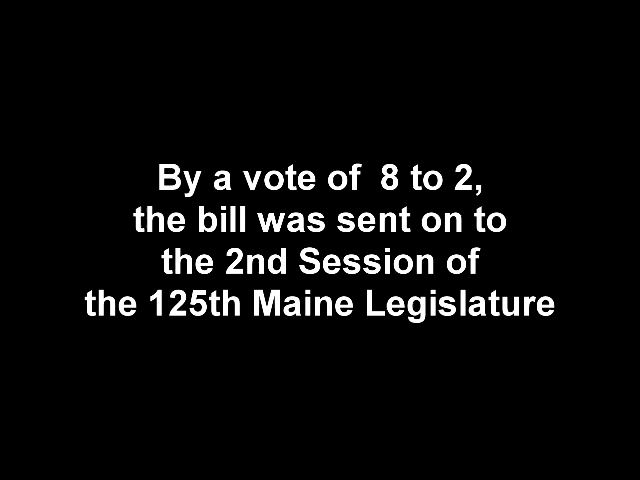 By a vote of  8 to 2,
the bill was sent on to
the 2nd Session of
the 125th Maine Legislature